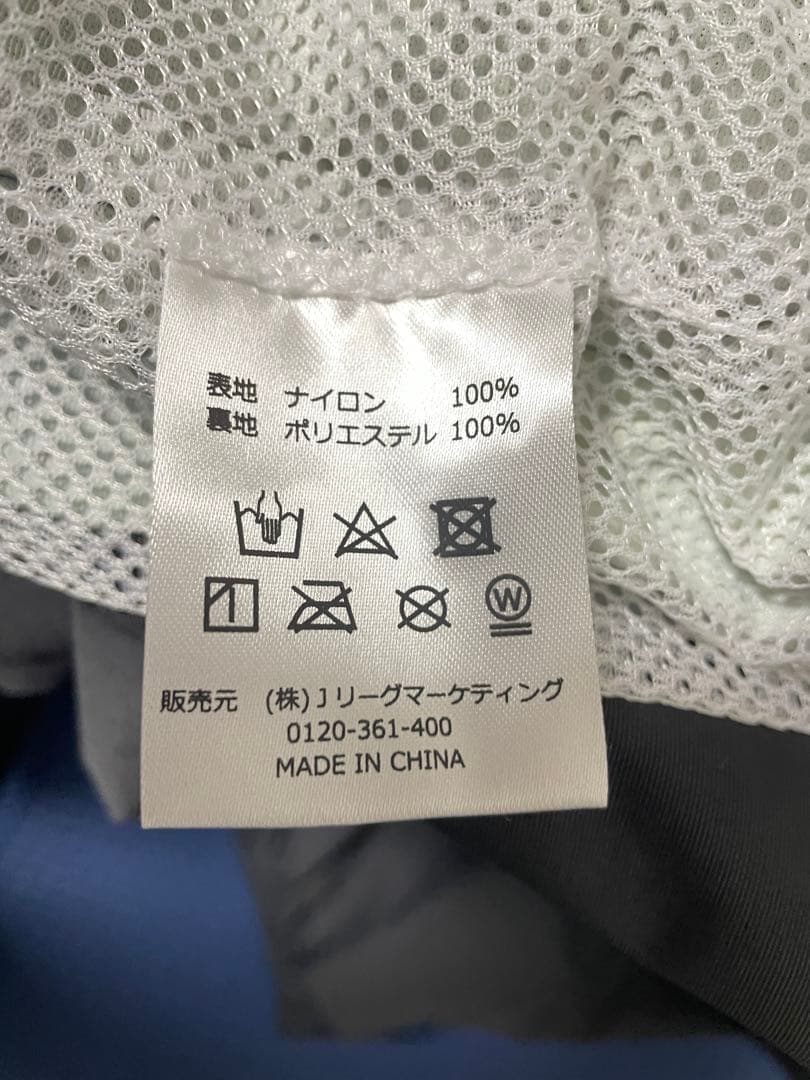 表地 ナイロン 100%
裏地 ポリエステル 100%
W
販売元 (株)Jリーグマーケティング
0120-361-400
MADE IN CHINA